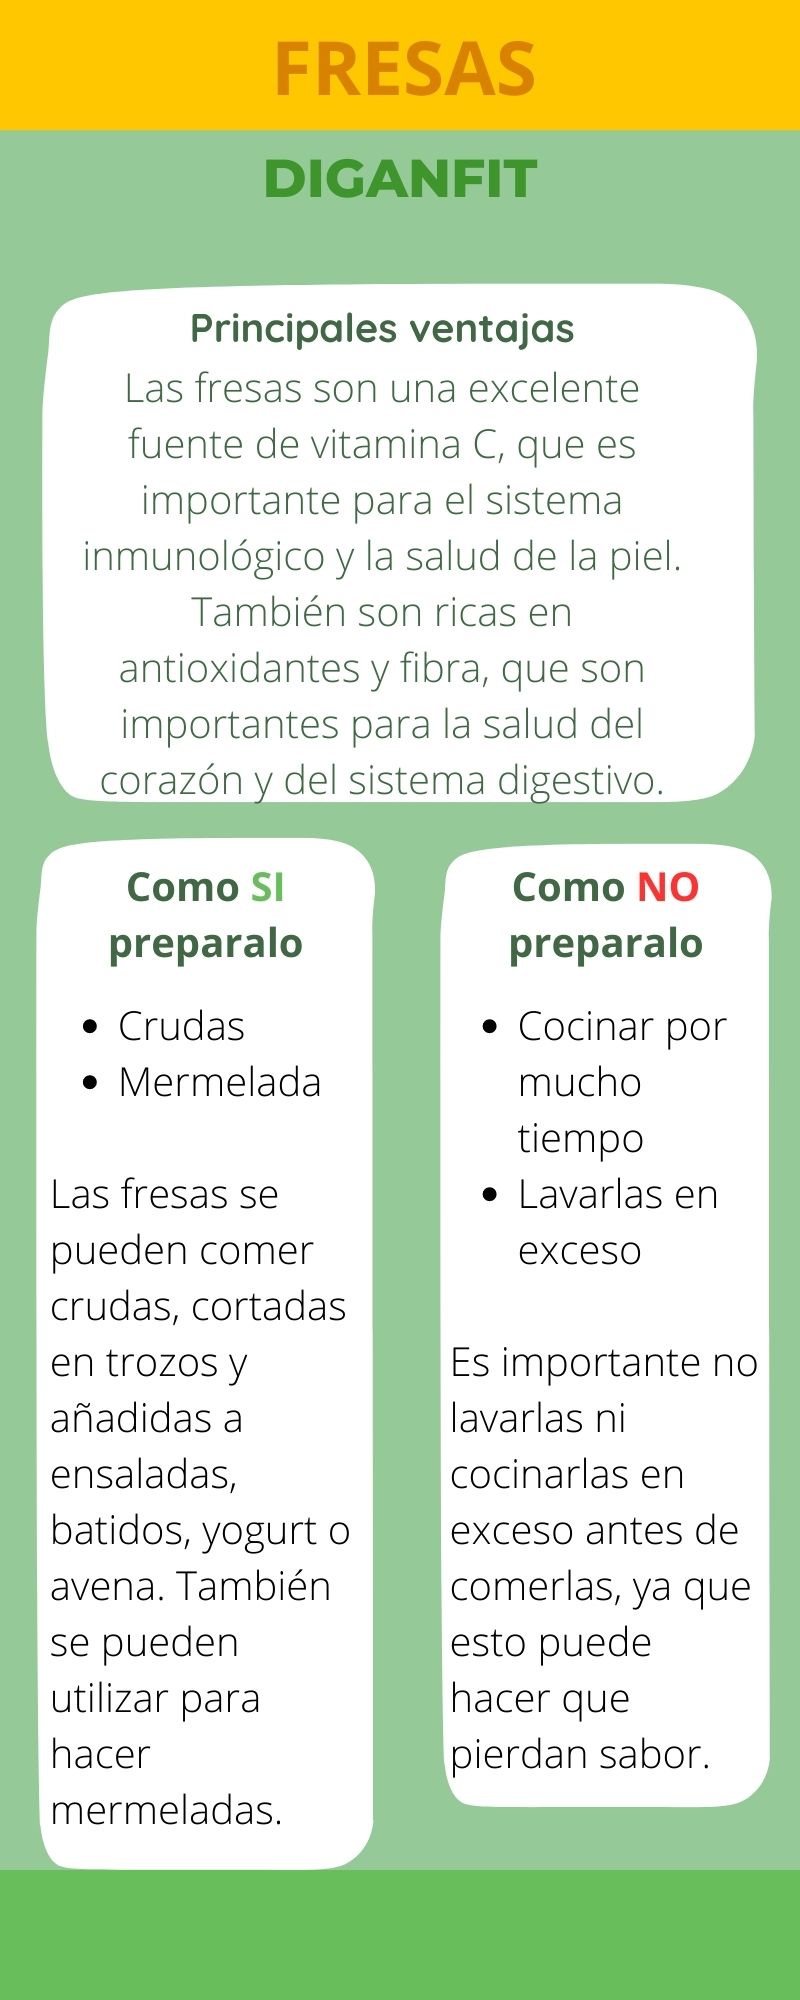 FRESAS
DIGANFIT
Principales ventajas
Las fresas son una excelente
fuente de vitamina C, que es
importante para el sistema
inmunológico y la salud de la piel.
También son ricas en
antioxidantes y fibra, que son
importantes para la salud del
corazón y del sistema digestivo.
Como SI
preparalo
• Crudas
• Mermelada
Las fresas se
pueden comer
crudas, cortadas
en trozos y
añadidas a
ensaladas,
batidos, yogurt o
avena. También
se pueden
utilizar para
hacer
mermeladas.
Como NO
preparalo
• Cocinar por
mucho
tiempo
• Lavarlas en
exceso
Es importante no
lavarlas ni
cocinarlas en
exceso antes de
comerlas, ya que
esto puede
hacer que
pierdan sabor.